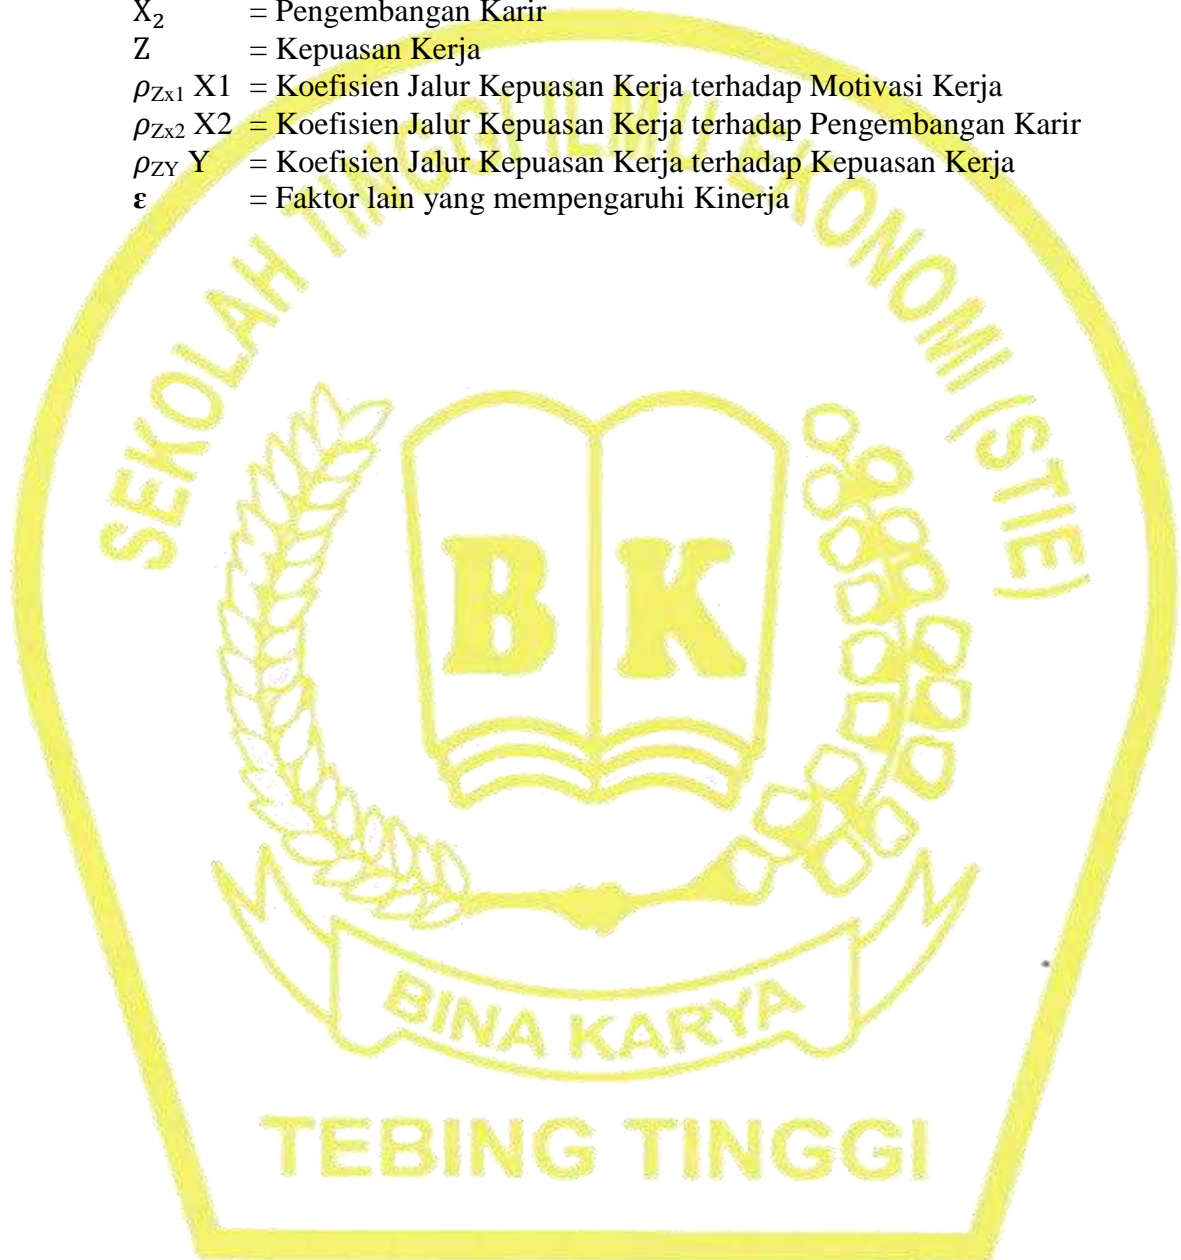 X₂ = Pengembangan Karir
Z = Kepuasan Kerja
ρZx1 X1 = Koefisien Jalur Kepuasan Kerja terhadap Motivasi Kerja
ρZx2 X2 = Koefisien Jalur Kepuasan Kerja terhadap Pengembangan Karir
ρZY Y = Koefisien Jalur Kepuasan Kerja terhadap Kepuasan Kerja
ε = Faktor lain yang mempengaruhi Kinerja
SEKOLAH TINGGI ILMU EKONOMI (STIE)
B K
BINA KARYA
TEBING TINGGI